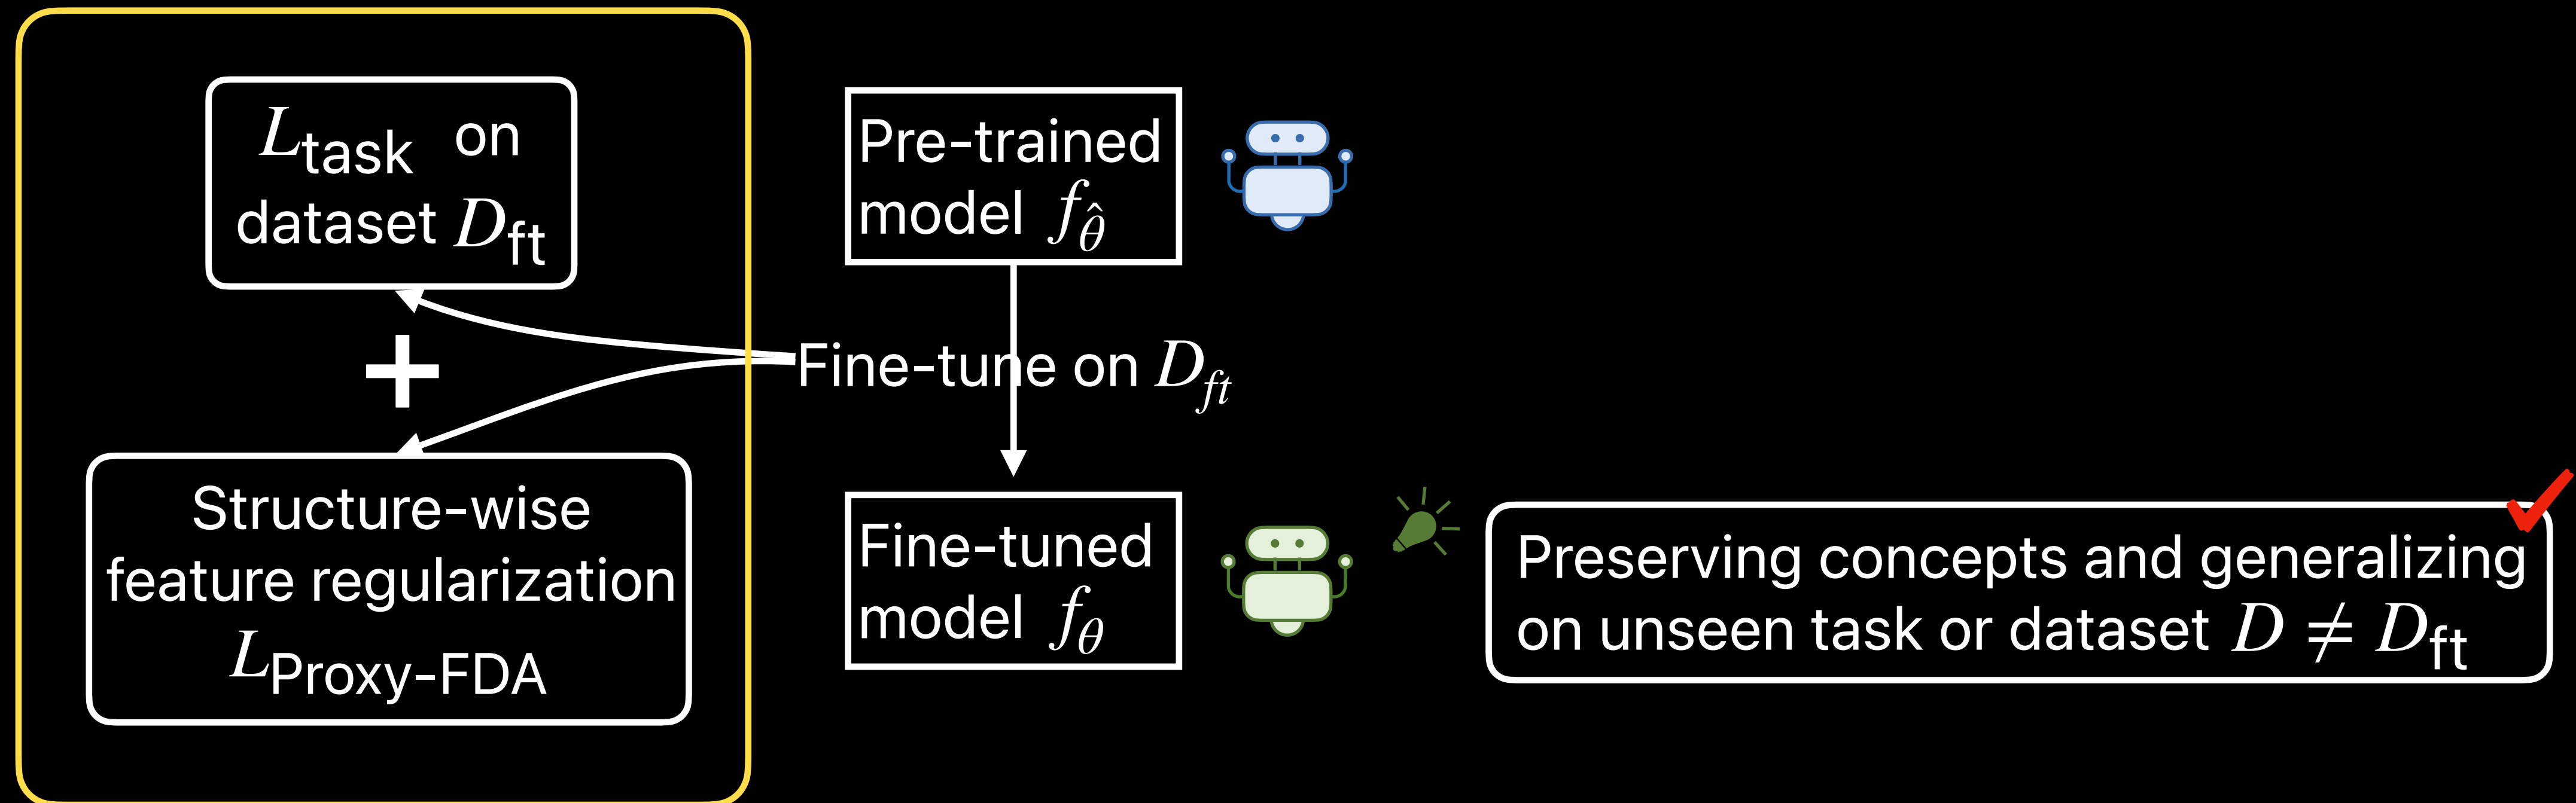 L_task on
dataset D_ft
+
Structure-wise
feature regularization
L_Proxy-FDA
Pre-trained
model f_θ̂
Fine-tune on D_ft
Fine-tuned
model f_θ
Preserving concepts and generalizing
on unseen task or dataset D ≠ D_ft